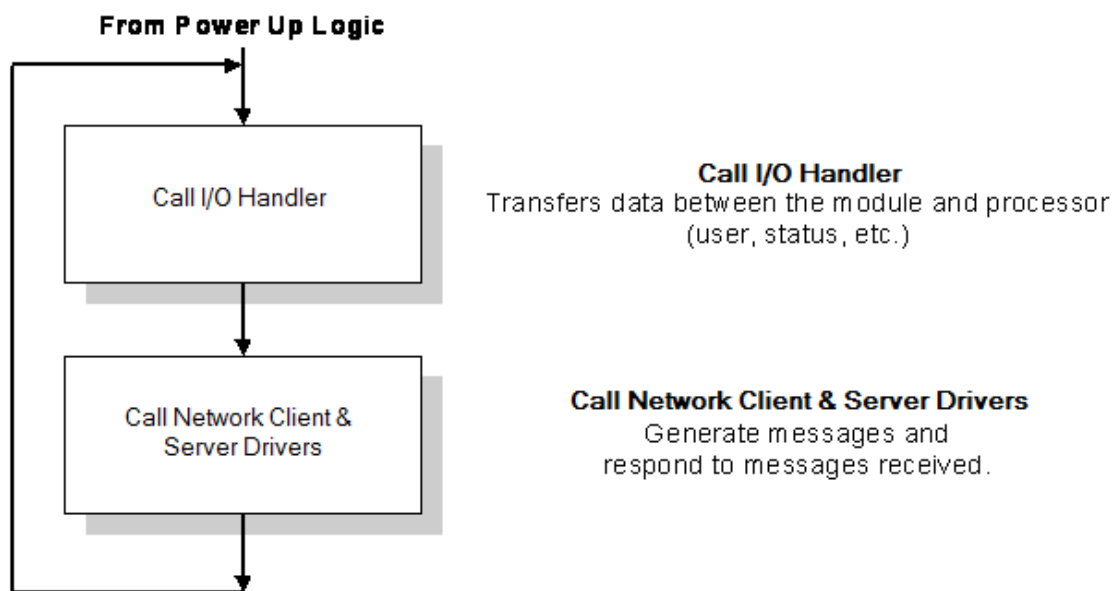 From Power Up Logic
Call I/O Handler
Call I/O Handler
Transfers data between the module and processor
(user, status, etc.)
Call Network Client &
Server Drivers
Call Network Client & Server Drivers
Generate messages and
respond to messages received.